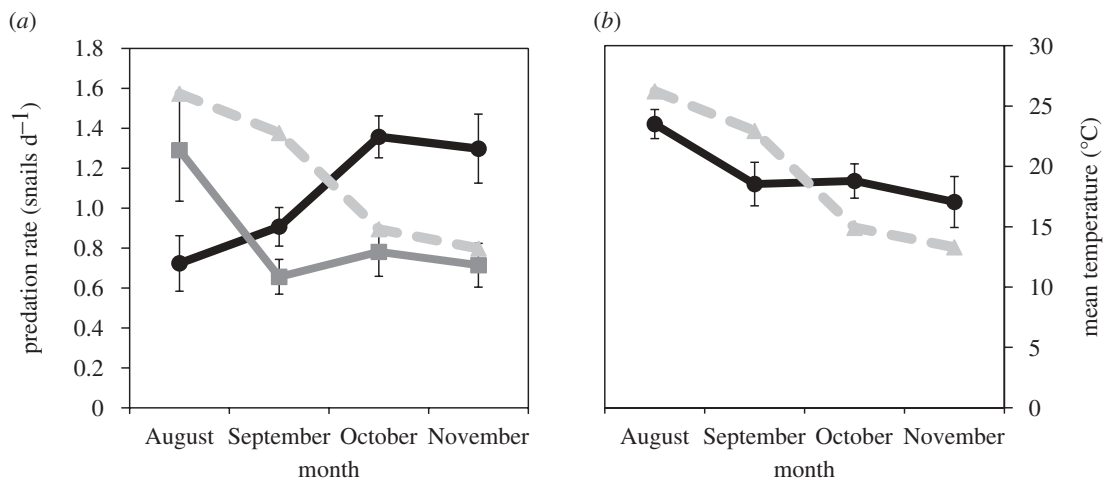 (a)
predation rate (snails d−1)
1.8
1.6
1.4
1.2
1.0
0.8
0.6
0.4
0.2
0
August September October November
month
(b)
30
25
20
15
10
5
0
mean temperature (°C)
August September October November
month